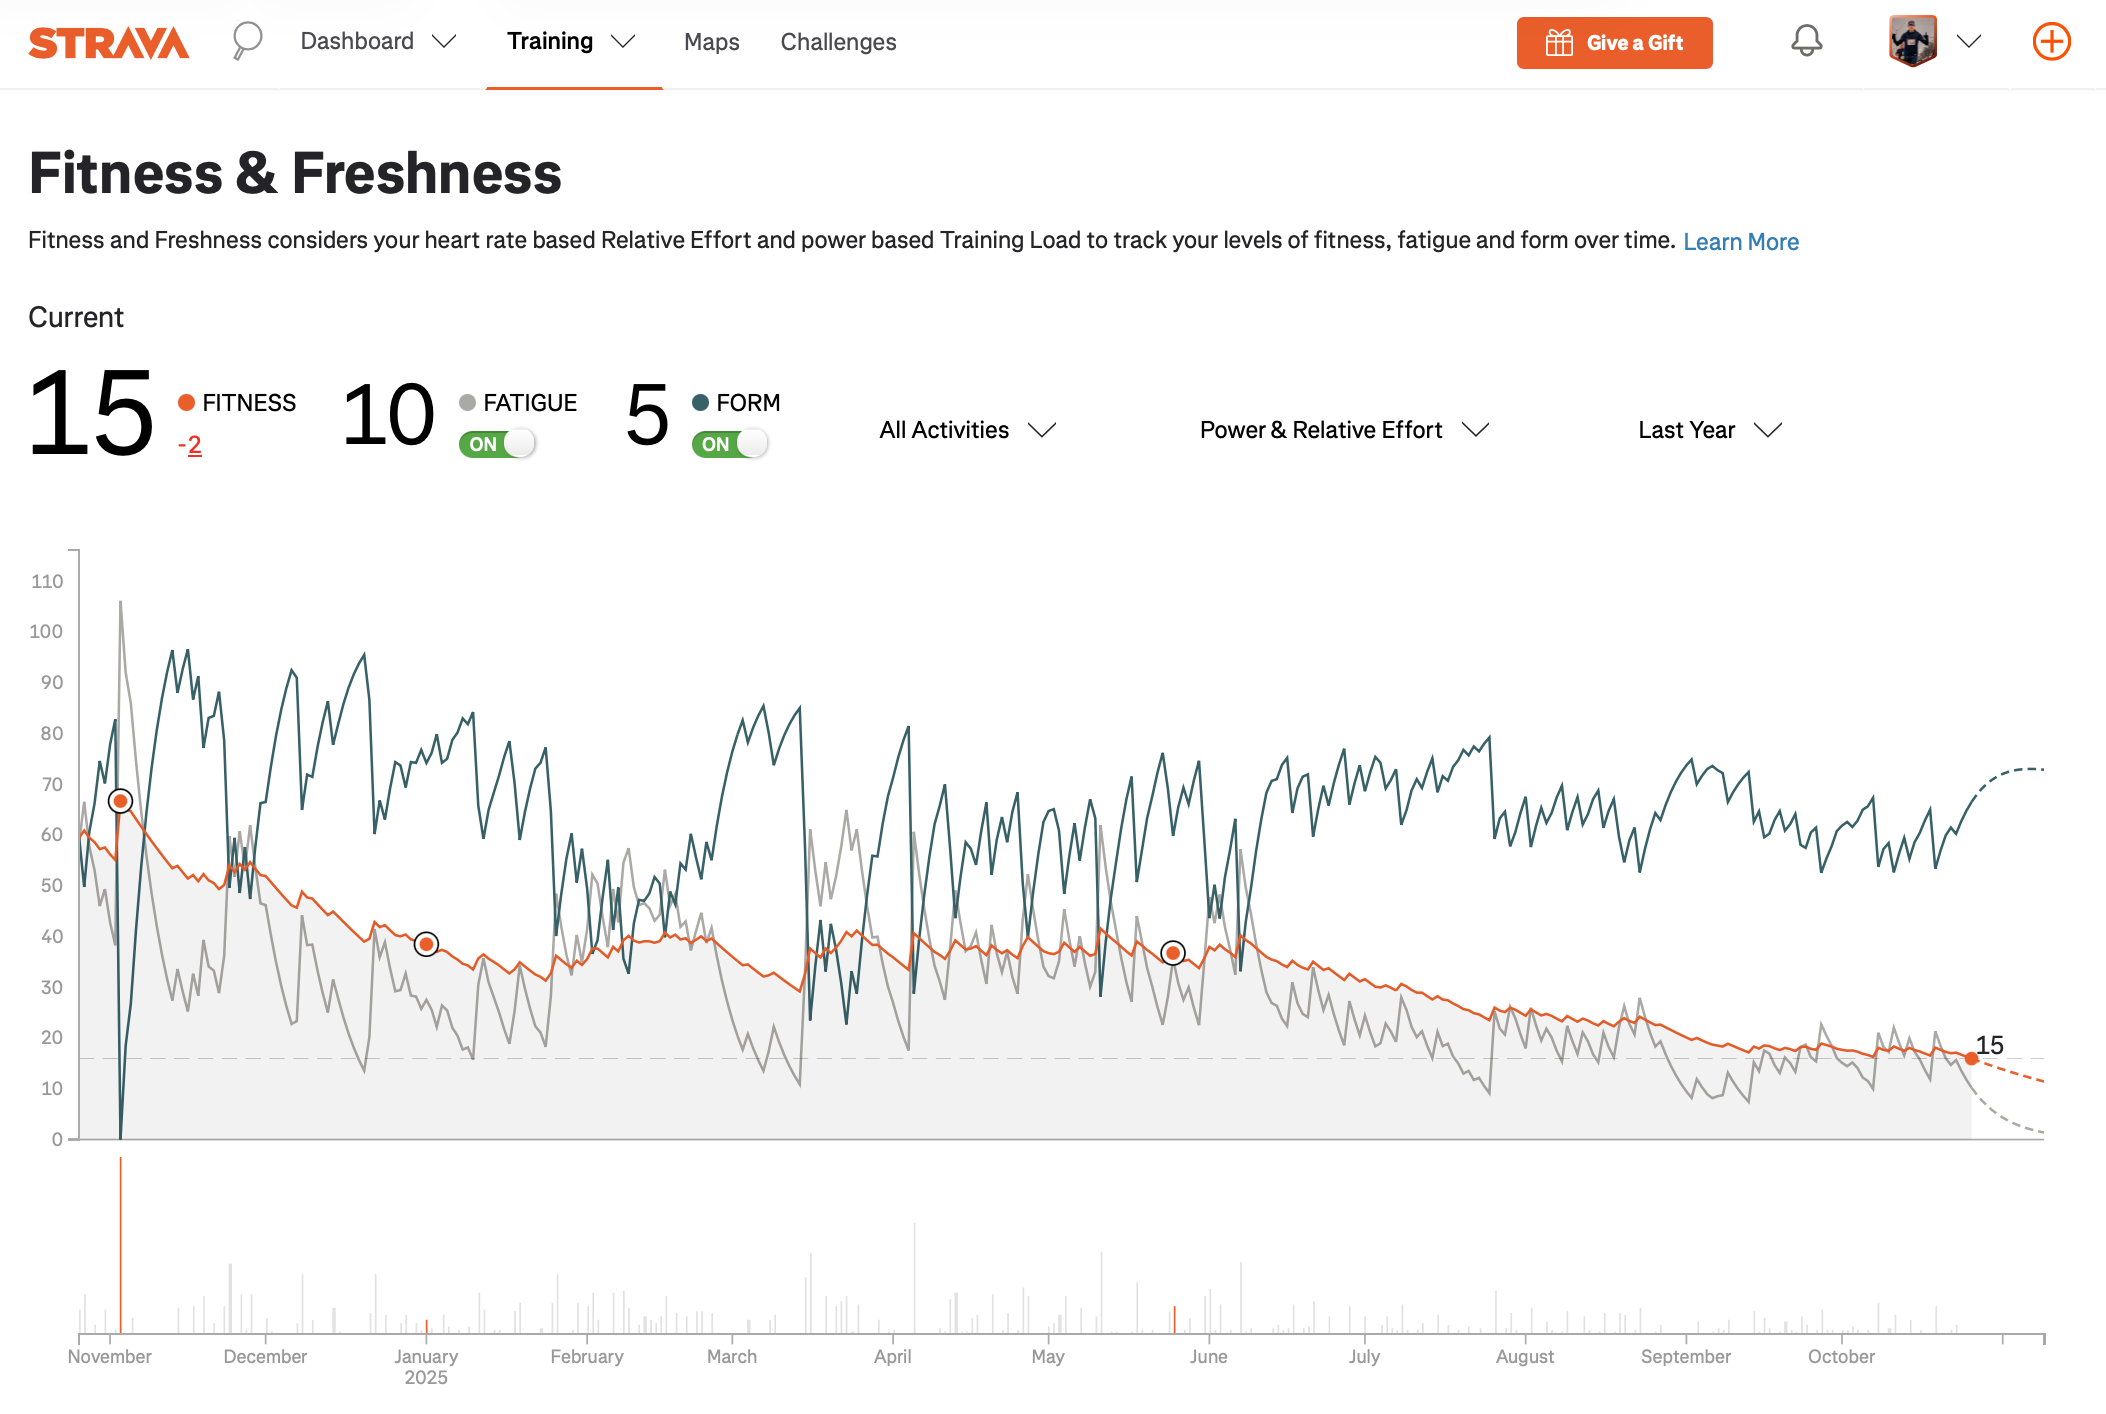 STRAVA Dashboard Training Maps Challenges Give a Gift
Fitness & Freshness
Fitness and Freshness considers your heart rate based Relative Effort and power based Training Load to track your levels of fitness, fatigue and form over time. Learn More
Current
15 FITNESS -2 10 FATIGUE ON 5 FORM ON All Activities Power & Relative Effort Last Year
110
100
90
80
70
60
50
40
30
20
10
0
15
November December January February March April May June July August September October
2025